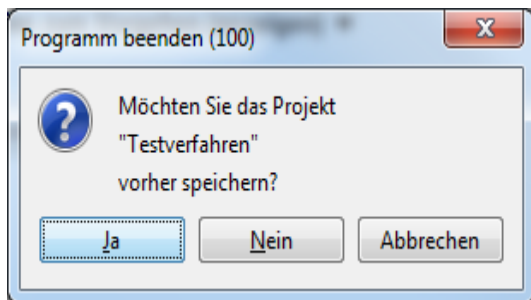 Programm beenden (100)
Möchten Sie das Projekt
"Testverfahren"
vorher speichern?
Ja
Nein
Abbrechen